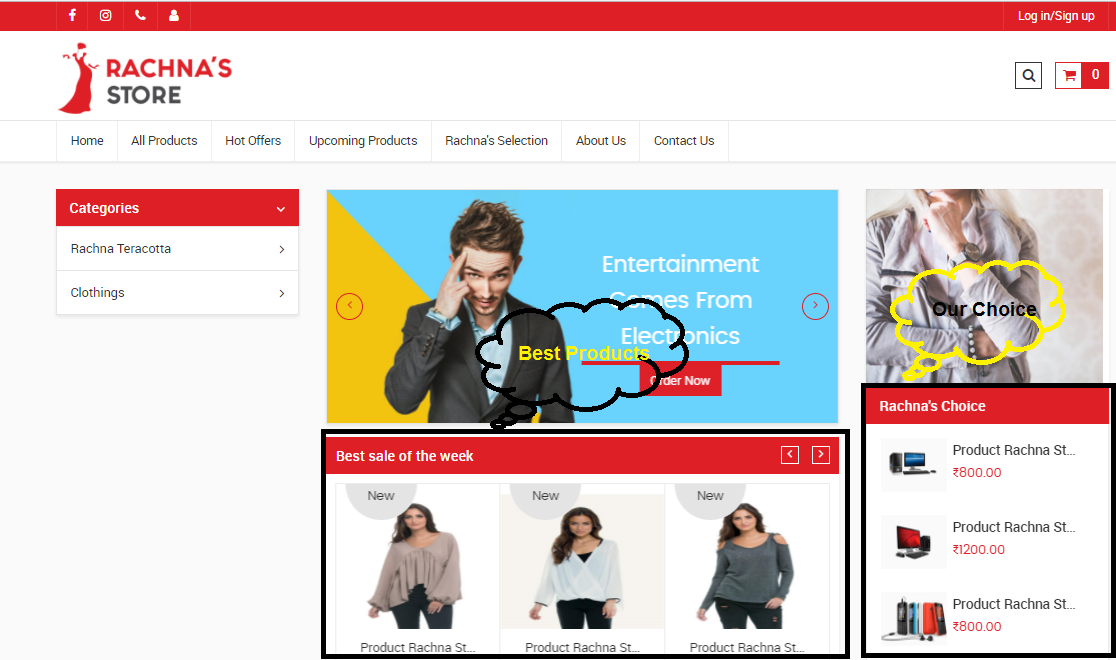 Log in/Sign up
RACHNA'S
STORE
0
Home
All Products
Hot Offers
Upcoming Products
Rachna's Selection
About Us
Contact Us
Categories
Rachna Teracotta
Clothings
Entertainment
Comes From
Electronics
Order Now
Best Products
Our Choice
Best sale of the week
New
New
New
Product Rachna St...
Product Rachna St...
Product Rachna St...
Rachna's Choice
Product Rachna St...
₹800.00
Product Rachna St...
₹1200.00
Product Rachna St...
₹800.00